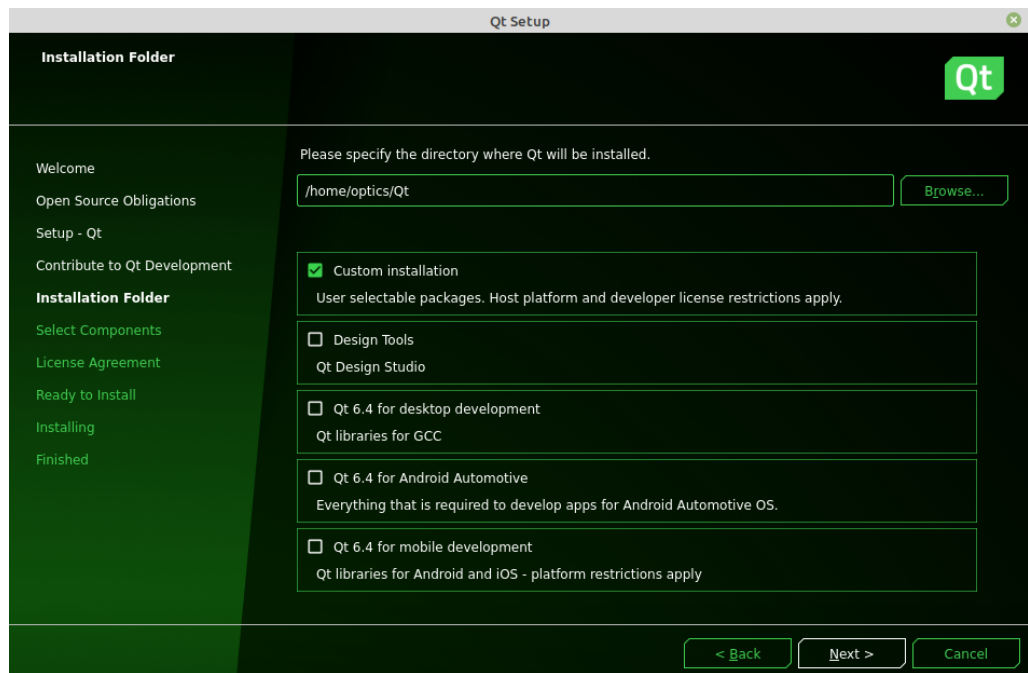 Qt Setup
Installation Folder
Qt
Welcome
Open Source Obligations
Setup - Qt
Contribute to Qt Development
Installation Folder
Select Components
License Agreement
Ready to Install
Installing
Finished
Please specify the directory where Qt will be installed.
/home/optics/Qt
Browse...
Custom installation
User selectable packages. Host platform and developer license restrictions apply.
Design Tools
Qt Design Studio
Qt 6.4 for desktop development
Qt libraries for GCC
Qt 6.4 for Android Automotive
Everything that is required to develop apps for Android Automotive OS.
Qt 6.4 for mobile development
Qt libraries for Android and iOS - platform restrictions apply
< Back
Next >
Cancel